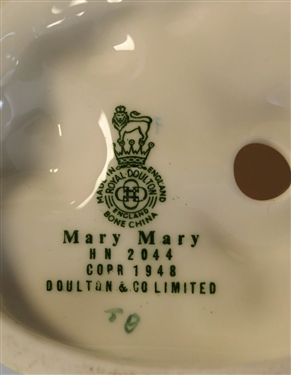 MADE IN ENGLAND
ROYAL DOULTON
ENGLAND
BONE CHINA
Mary Mary
HN 2044
COPR 1948
DOULTON & CO LIMITED